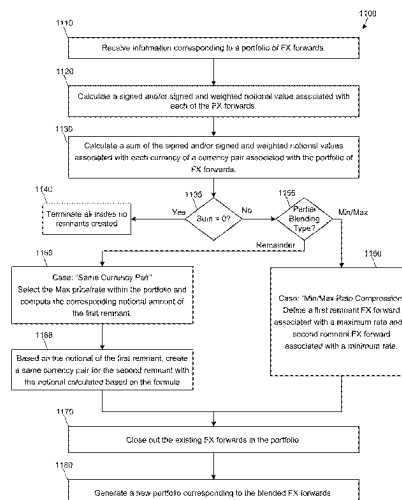 1100
1110
Receive information corresponding to a portfolio of FX forwards.
1120
Calculate a signed and/or signed and weighted notional value associated with
each of the FX forwards.
1130
Calculate a sum of the signed and/or signed and weighted notional values
associated with each currency of a currency pair associated with the portfolio of
FX forwards.
1140
1135
1155
Terminate all trades no
remnants created
Yes
Sum = 0?
No
Partial
Blending
Type?
Min/Max
Remainder
1150
1160
Case: "Same Currency Pair"
Select the Max price/rate within the portfolio and
compute the corresponding notional amount of
the first remnant.
Case: "Min/Max Rate Compression"
Define a first remnant FX forward
associated with a maximum rate and
second remnant FX forward
associated with a minimum rate.
Based on the notional of the first remnant, create
a same currency pair for the second remnant with
the notional calculated based on the formula
1170
Close out the existing FX forwards in the portfolio
1180
Generate a new portfolio corresponding to the blended FX forwards